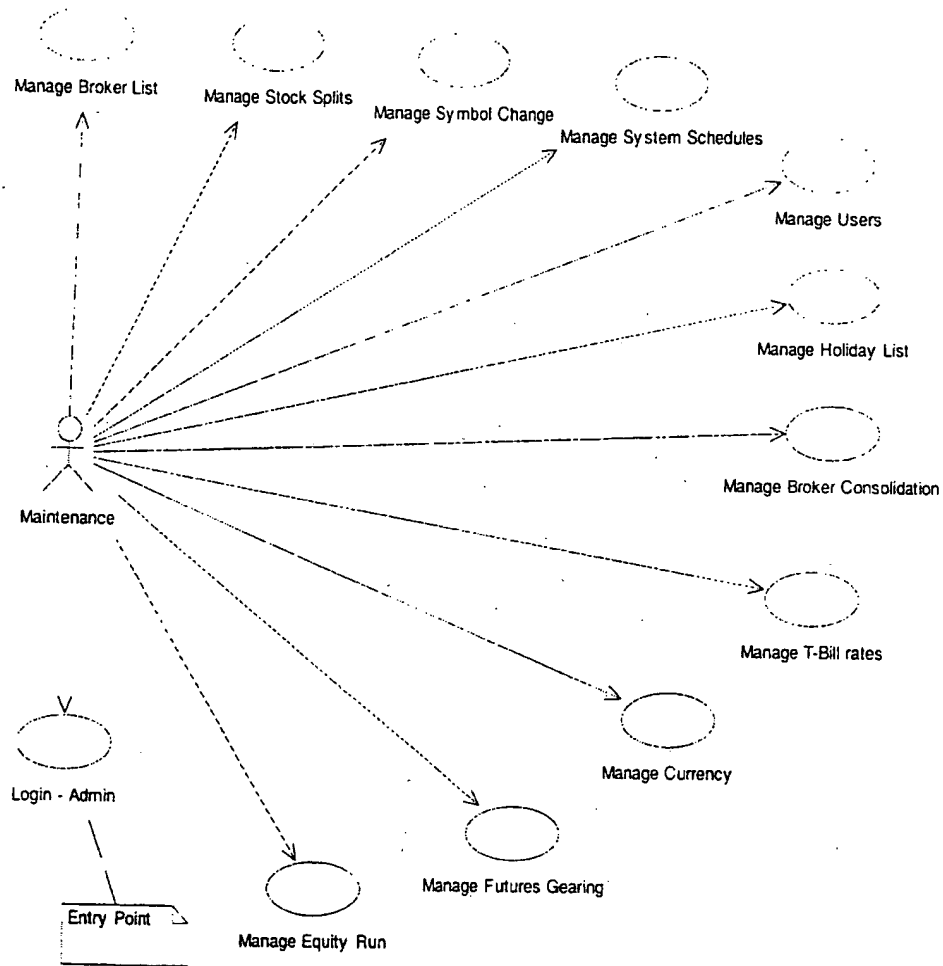 Manage Broker List
Manage Stock Splits
Manage Symbol Change
Manage System Schedules
Manage Users
Manage Holiday List
Manage Broker Consolidation
Maintenance
Manage T-Bill rates
Manage Currency
Login - Admin
Manage Futures Gearing
Entry Point
Manage Equity Run